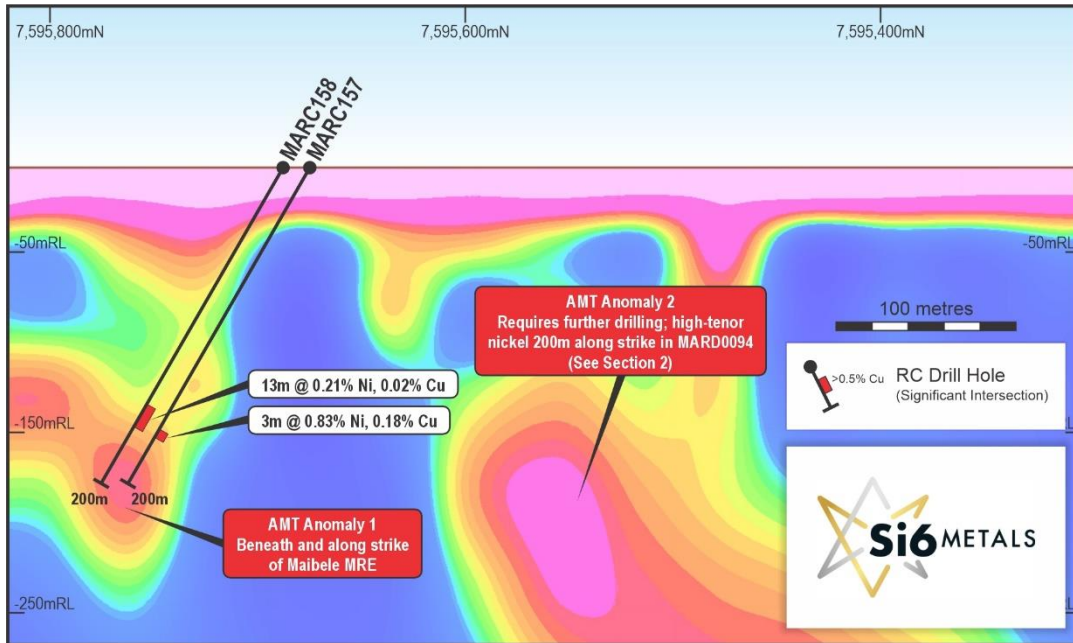 7,595,800mN
7,595,600mN
7,595,400mN
MARC158
MARC157
-50mRL
-50mRL
AMT Anomaly 2
Requires further drilling; high-tenor
nickel 200m along strike in MARD0094
(See Section 2)
100 metres
>0.5% Cu
RC Drill Hole
(Significant Intersection)
13m @ 0.21% Ni, 0.02% Cu
3m @ 0.83% Ni, 0.18% Cu
-150mRL
-150mRL
200m
200m
AMT Anomaly 1
Beneath and along strike
of Maibele MRE
Si6 METALS
-250mRL
-250mRL